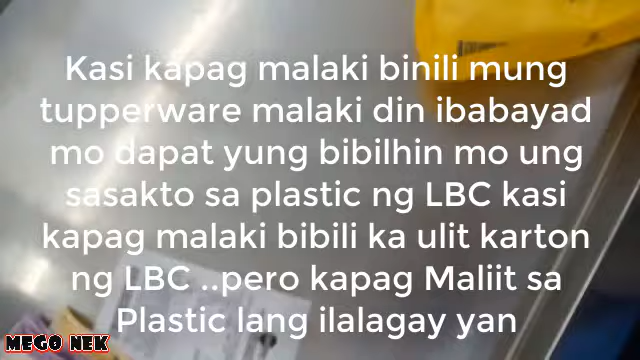 Kasi kapag malaki binili mung
tupperware malaki din ibabayad
mo dapat yung bibilhin mo ung
sasakto sa plastic ng LBC kasi
kapag malaki bibili ka ulit karton
ng LBC ..pero kapag Maliit sa
Plastic lang ilalagay yan
MEGO NEK